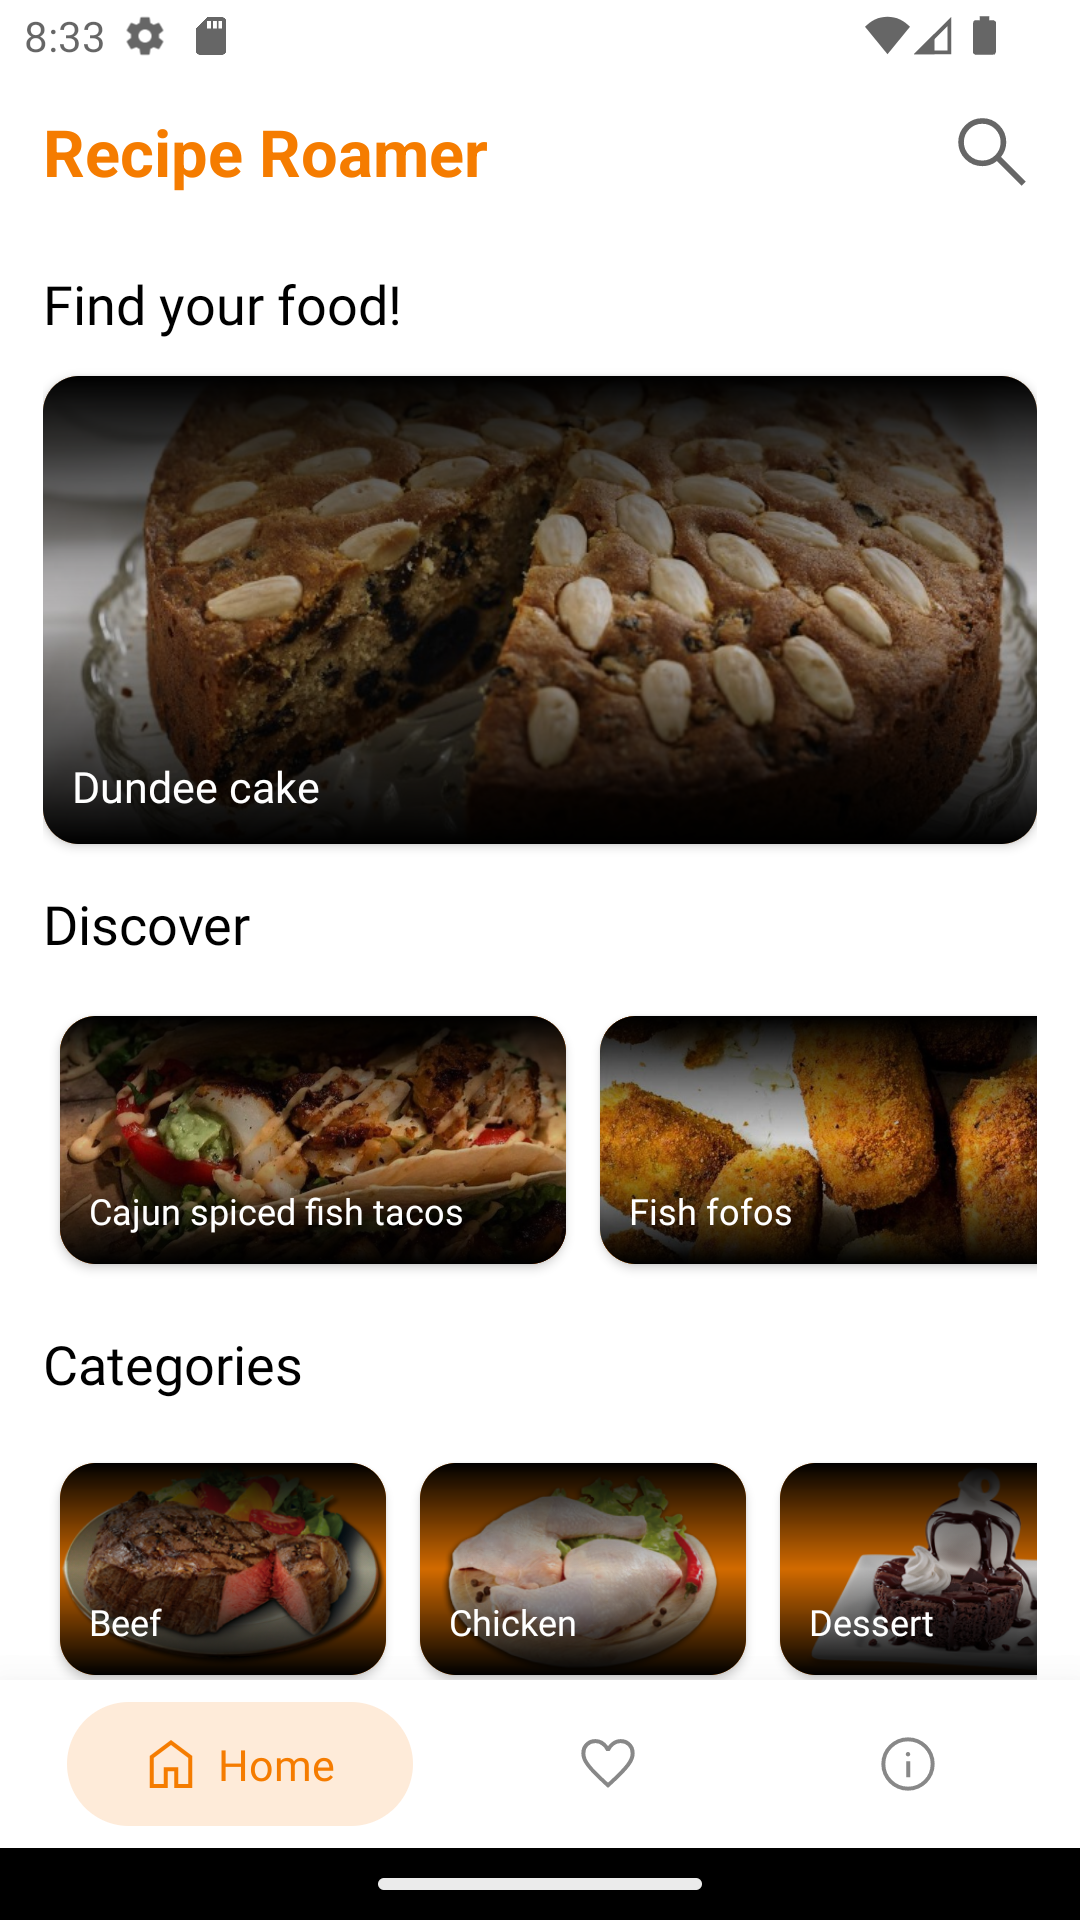 8:33
Recipe Roamer
Find your food!
Dundee cake
Discover
Cajun spiced fish tacos
Fish fofos
Categories
Beef
Chicken
Dessert
Home